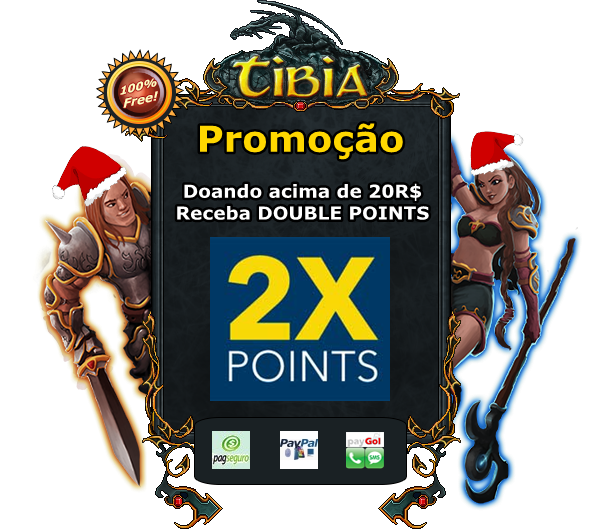 TIBIA
100%
Free!
Promoção
Doando acima de 20R$
Receba DOUBLE POINTS
2X
POINTS
pagseguro
PayPal
payGol
SMS